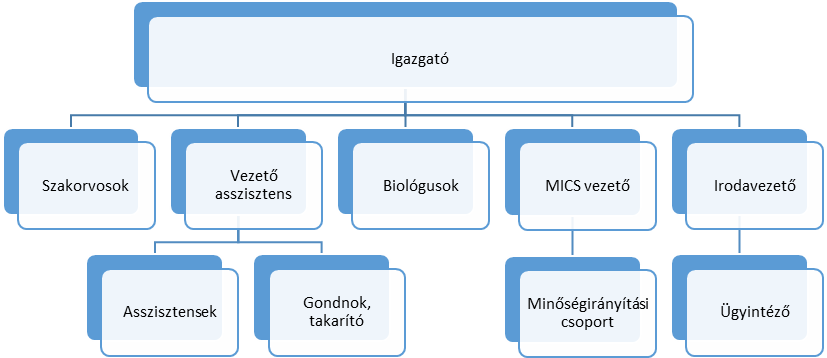 Igazgató
Szakorvosok
Vezető
asszisztens
Biológusok
MICS vezető
Irodavezető
Asszisztensek
Gondnok,
takarító
Minőségirányítási
csoport
Ügyintéző